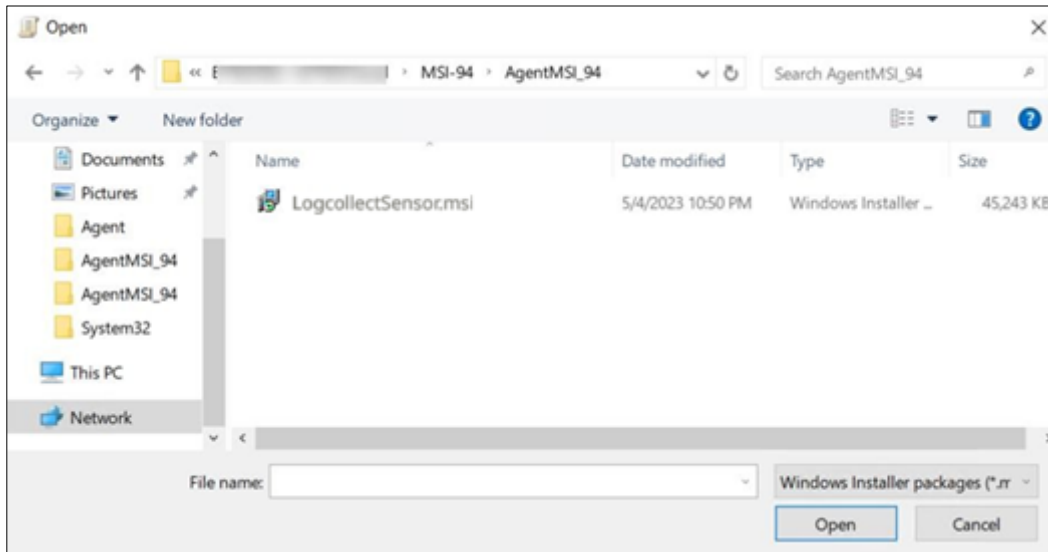 Open
« E > MSI-94 > AgentMSI_94
Search AgentMSI_94
Organize New folder
Documents
Pictures
Agent
AgentMSI_94
AgentMSI_94
System32
This PC
Network
Name Date modified Type Size
LogcollectSensor.msi 5/4/2023 10:50 PM Windows Installer ... 45,243 KB
File name:
Windows Installer packages (*.m
Open Cancel